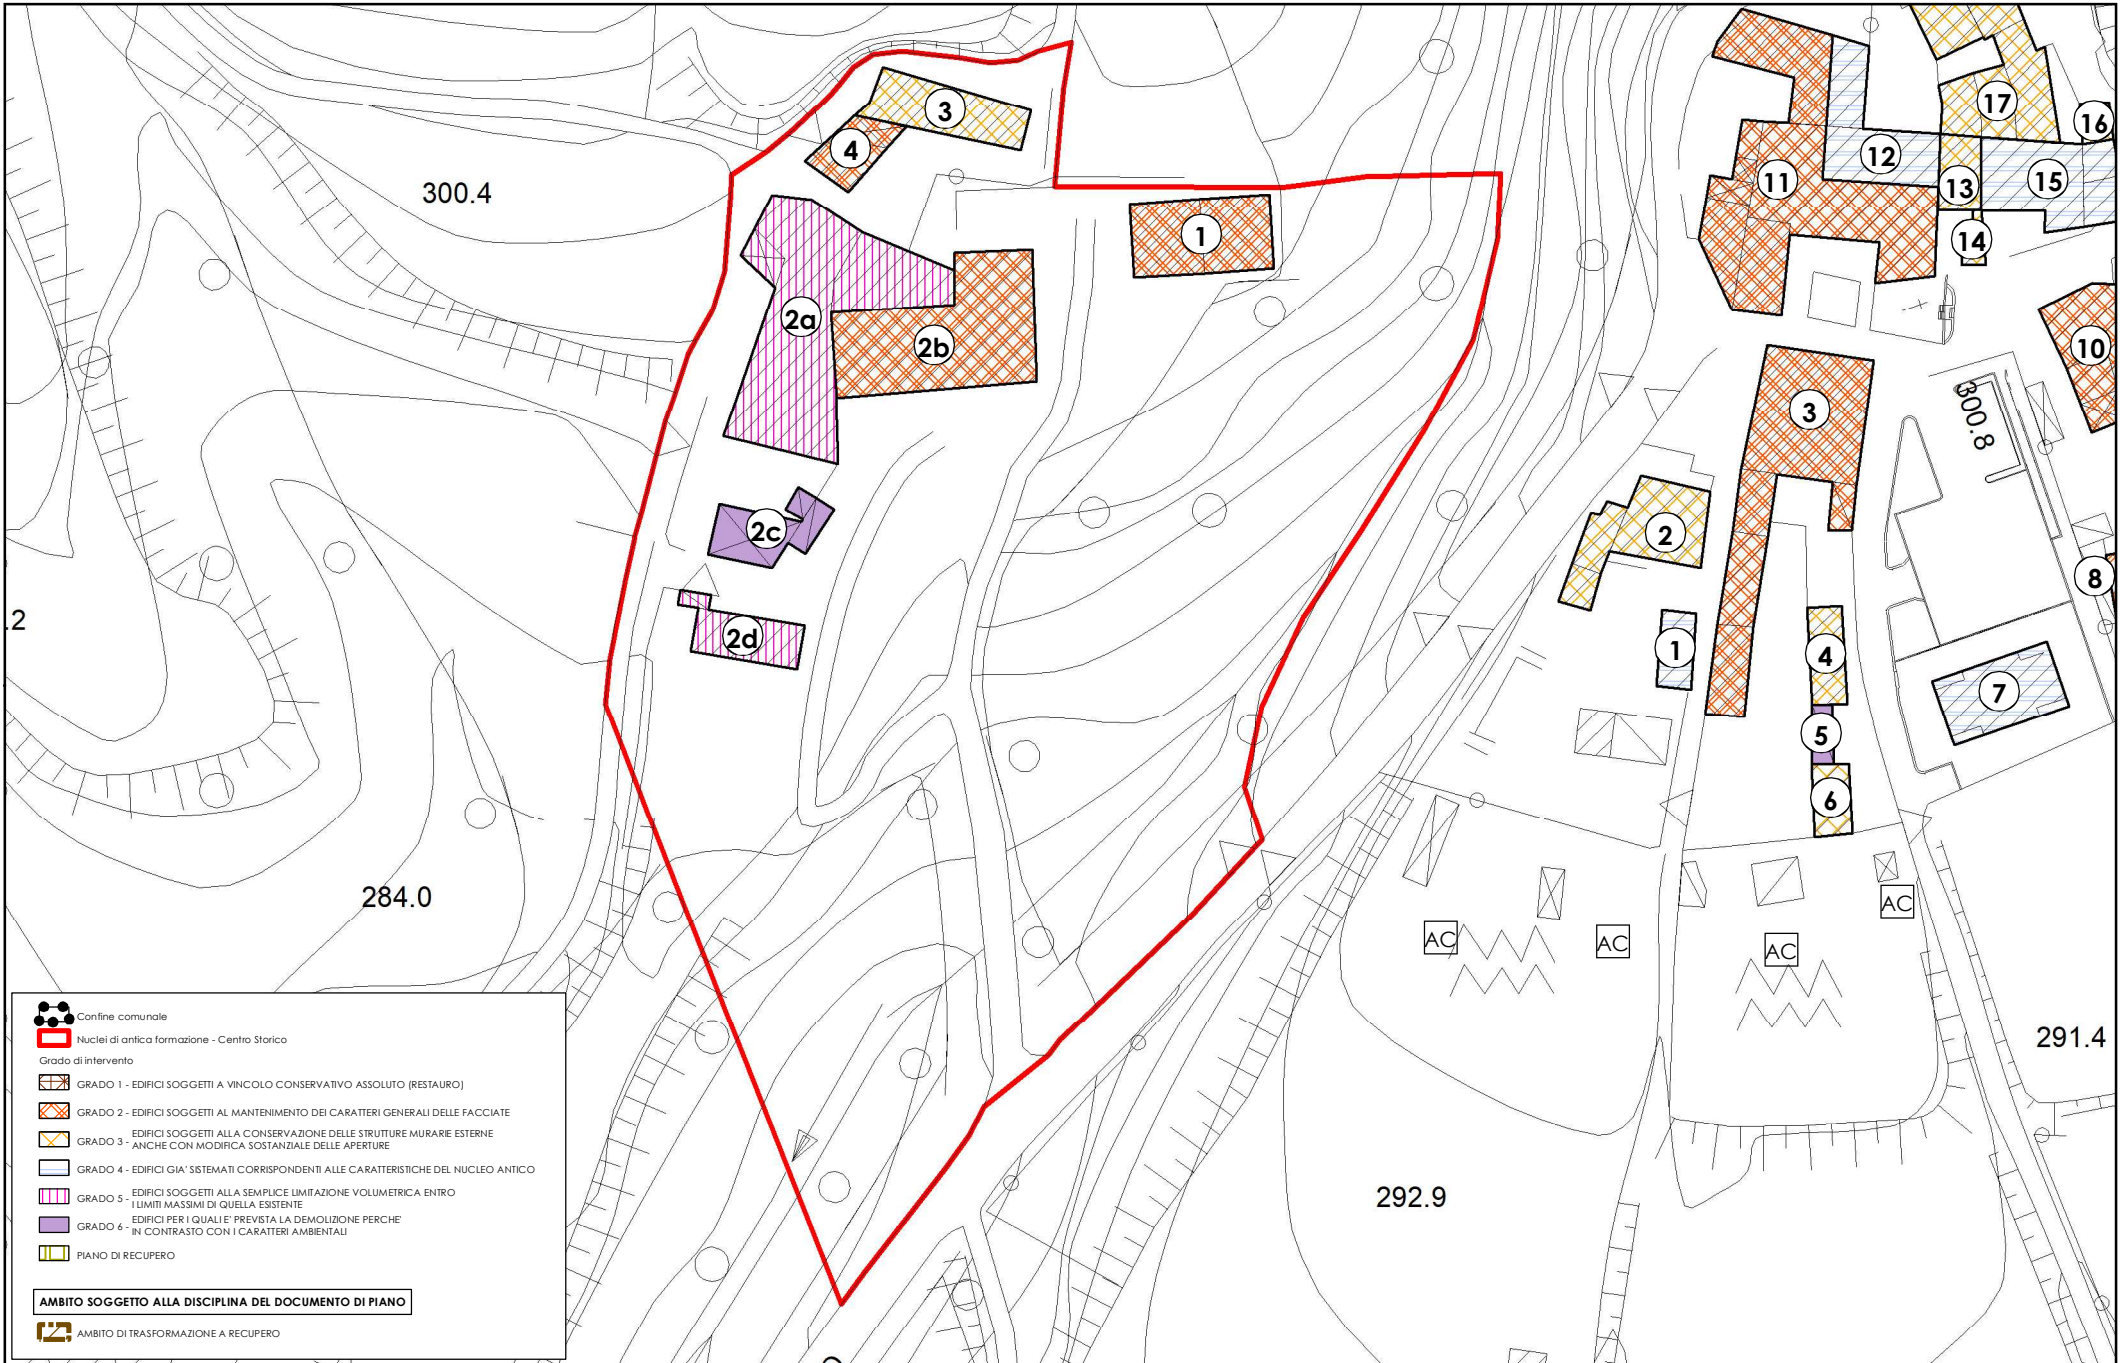 3
4
300.4
1
2a
2b
2c
2d
.2
284.0
17
16
12
11
13
15
14
10
3
300.8
2
8
1
4
7
5
6
AC
AC
AC
AC
291.4
292.9
Confine comunale
Nuclei di antica formazione - Centro Storico
Grado di intervento
GRADO 1 - EDIFICI SOGGETTI A VINCOLO CONSERVATIVO ASSOLUTO (RESTAURO)
GRADO 2 - EDIFICI SOGGETTI AL MANTENIMENTO DEI CARATTERI GENERALI DELLE FACCIATE
GRADO 3 - EDIFICI SOGGETTI ALLA CONSERVAZIONE DELLE STRUTTURE MURARIE ESTERNE
ANCHE CON MODIFICA SOSTANZIALE DELLE APERTURE
GRADO 4 - EDIFICI GIA' SISTEMATI CORRISPONDENTI ALLE CARATTERISTICHE DEL NUCLEO ANTICO
GRADO 5 - EDIFICI SOGGETTI ALLA SEMPLICE LIMITAZIONE VOLUMETRICA ENTRO
I LIMITI MASSIMI DI QUELLA ESISTENTE
GRADO 6 - EDIFICI PER I QUALI E' PREVISTA LA DEMOLIZIONE PERCHE'
IN CONTRASTO CON I CARATTERI AMBIENTALI
PIANO DI RECUPERO
AMBITO SOGGETTO ALLA DISCIPLINA DEL DOCUMENTO DI PIANO
AMBITO DI TRASFORMAZIONE A RECUPERO